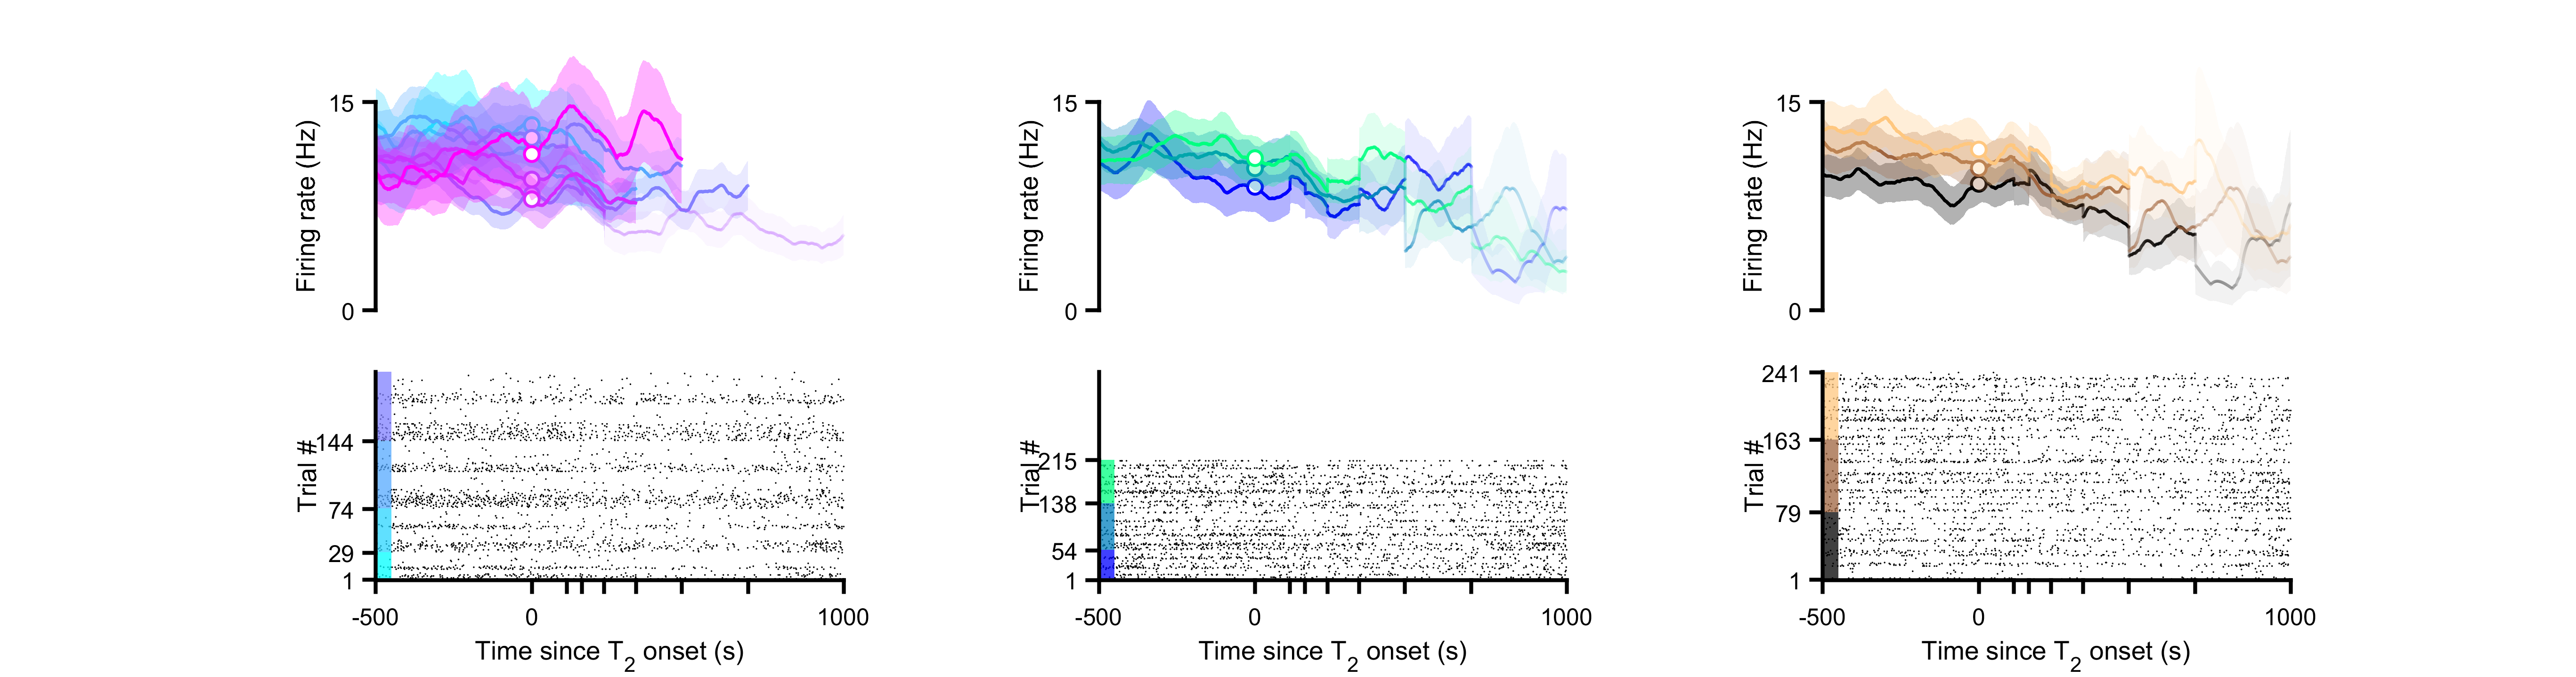 15
Firing rate (Hz)
0
144
Trial #
74
29
1
-500 0 1000
Time since T2 onset (s)
15
Firing rate (Hz)
0
215
Trial #
138
54
1
-500 0 1000
Time since T2 onset (s)
15
Firing rate (Hz)
0
241
163
Trial #
79
1
-500 0 1000
Time since T2 onset (s)